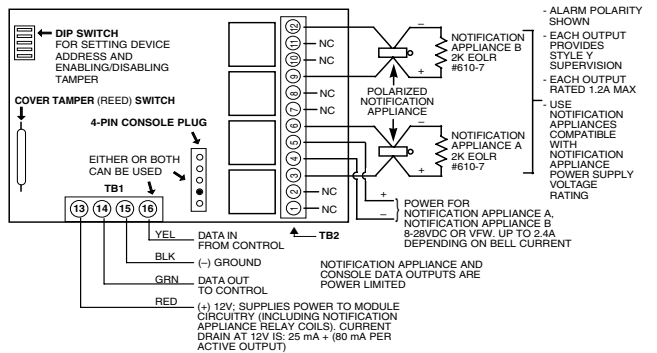 DIP SWITCH
FOR SETTING DEVICE
ADDRESS AND
ENABLING/DISABLING
TAMPER
COVER TAMPER (REED) SWITCH
4-PIN CONSOLE PLUG
EITHER OR BOTH
CAN BE USED
TB1
13 14 15 16
12
11
10
9
8
7
6
5
4
3
2
1
NC
NC
NC
NC
NC
NC
TB2
–
+
NOTIFICATION
APPLIANCE B
2K EOLR
#610-7
POLARIZED
NOTIFICATION
APPLIANCE
–
+
NOTIFICATION
APPLIANCE A
2K EOLR
#610-7
+
–
POWER FOR
NOTIFICATION APPLIANCE A,
NOTIFICATION APPLIANCE B
8-28VDC OR VFW. UP TO 2.4A
DEPENDING ON BELL CURRENT
- ALARM POLARITY
SHOWN
- EACH OUTPUT
PROVIDES
STYLE Y
SUPERVISION
- EACH OUTPUT
RATED 1.2A MAX
- USE
NOTIFICATION
APPLIANCES
COMPATIBLE
WITH
NOTIFICATION
APPLIANCE
POWER SUPPLY
VOLTAGE
RATING
YEL DATA IN
FROM CONTROL
BLK (–) GROUND
GRN DATA OUT
TO CONTROL
RED (+) 12V; SUPPLIES POWER TO MODULE
CIRCUITRY (INCLUDING NOTIFICATION
APPLIANCE RELAY COILS). CURRENT
DRAIN AT 12V IS: 25 mA + (80 mA PER
ACTIVE OUTPUT)
NOTIFICATION APPLIANCE AND
CONSOLE DATA OUTPUTS ARE
POWER LIMITED